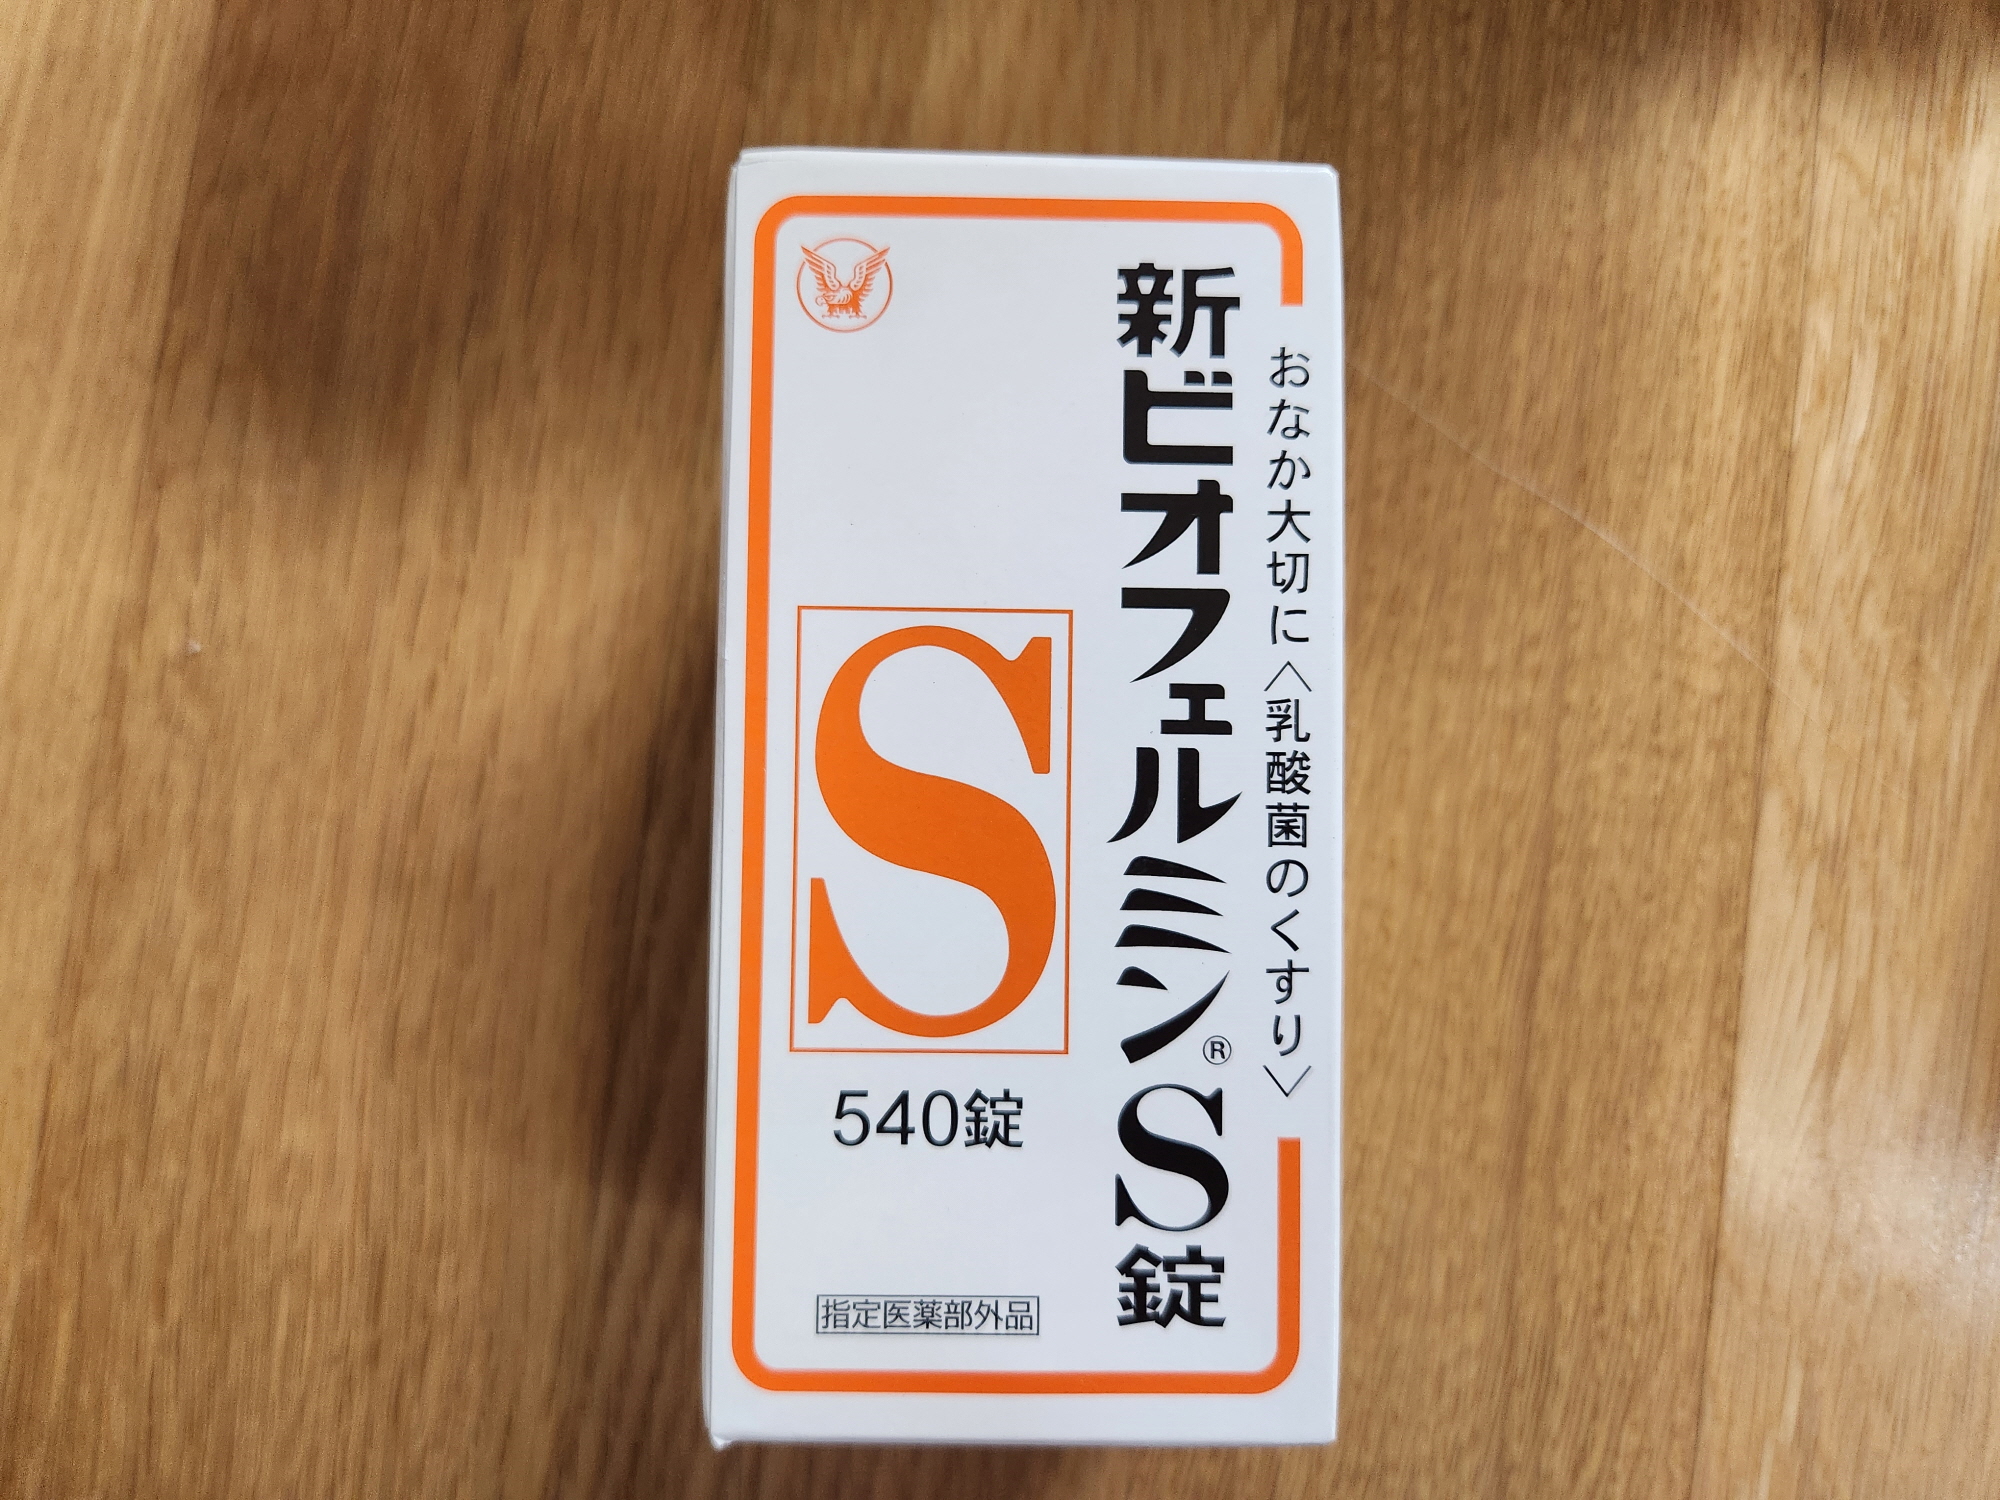 おなか大切に〈乳酸菌のくすり〉
新ビオフェルミン®S錠
S
540錠
指定医薬部外品